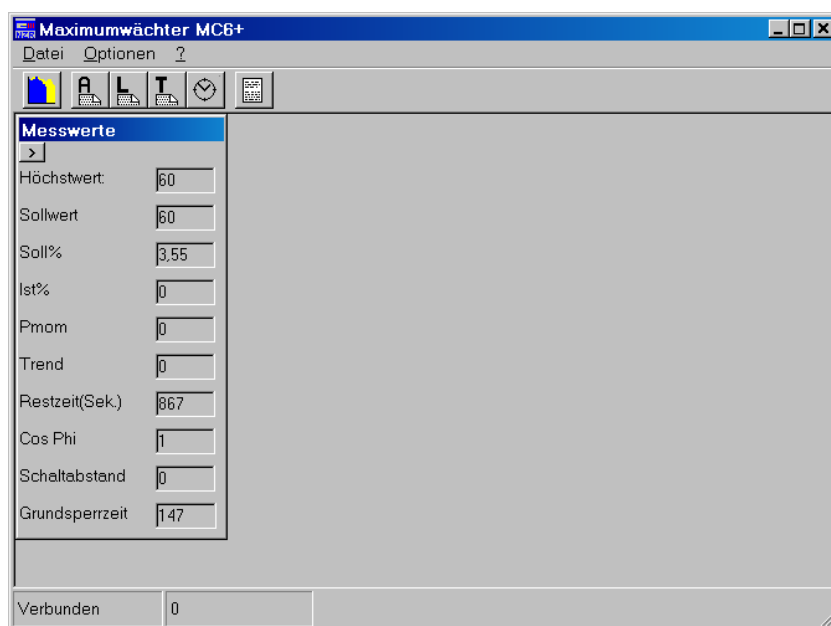 Maximumwächter MC6+
Datei Optionen ?
A L T
Messwerte
>
Höchstwert: 60
Sollwert 60
Soll% 3,55
Ist% 0
Pmom 0
Trend 0
Restzeit(Sek.) 867
Cos Phi 1
Schaltabstand 0
Grundsperrzeit 147
Verbunden 0